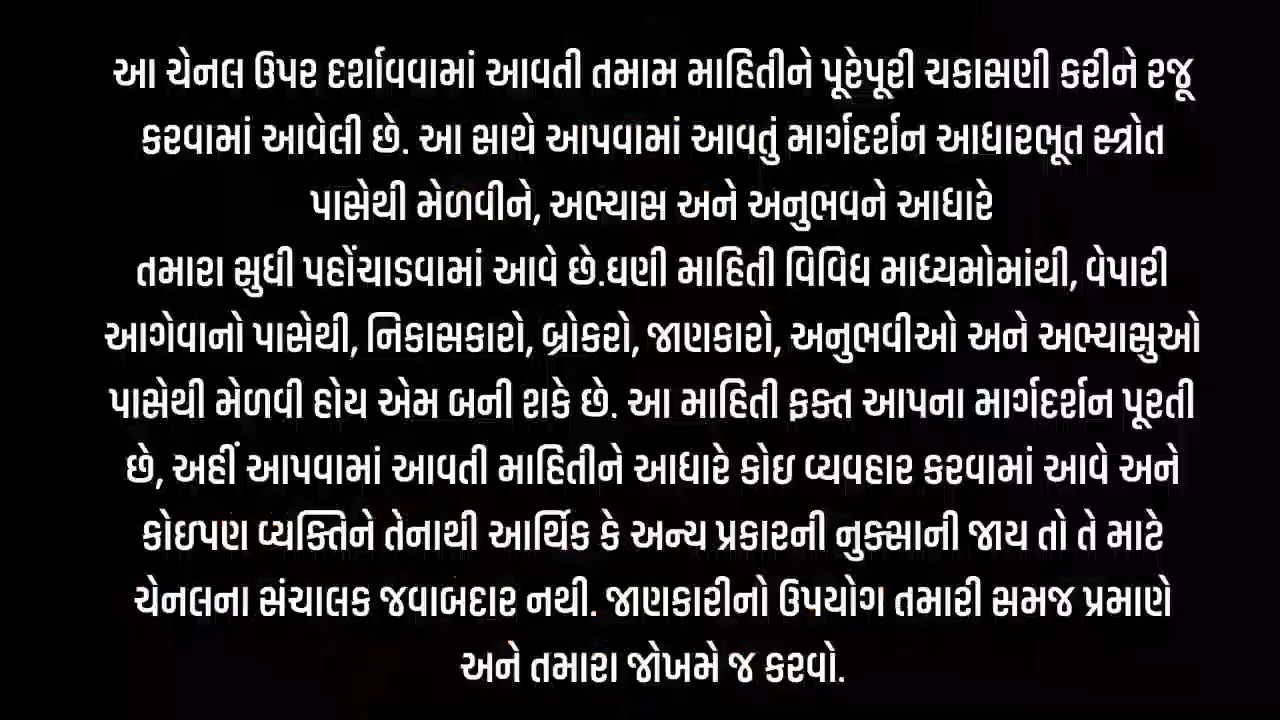 આ ચેનલ ઉપર દર્શાવવામાં આવતી તમામ માહિતીને પૂરેપૂરી ચકાસણી કરીને રજૂ
કરવામાં આવેલી છે. આ સાથે આપવામાં આવતું માર્ગદર્શન આધારભૂત સ્ત્રોત
પાસેથી મેળવીને, અભ્યાસ અને અનુભવને આધારે
તમારા સુધી પહોંચાડવામાં આવે છે.ઘણી માહિતી વિવિધ માધ્યમોમાંથી, વેપારી
આગેવાનો પાસેથી, નિકાસકારો, બ્રોકરો, જાણકારો, અનુભવીઓ અને અભ્યાસુઓ
પાસેથી મેળવી હોય એમ બની શકે છે. આ માહિતી ફક્ત આપના માર્ગદર્શન પૂરતી
છે, અહીં આપવામાં આવતી માહિતીને આધારે કોઇ વ્યવહાર કરવામાં આવે અને
કોઇપણ વ્યક્તિને તેનાથી આર્થિક કે અન્ય પ્રકારની નુક્સાની જાય તો તે માટે
ચેનલના સંચાલક જવાબદાર નથી. જાણકારીનો ઉપયોગ તમારી સમજ પ્રમાણે
અને તમારા જોખમે જ કરવો.